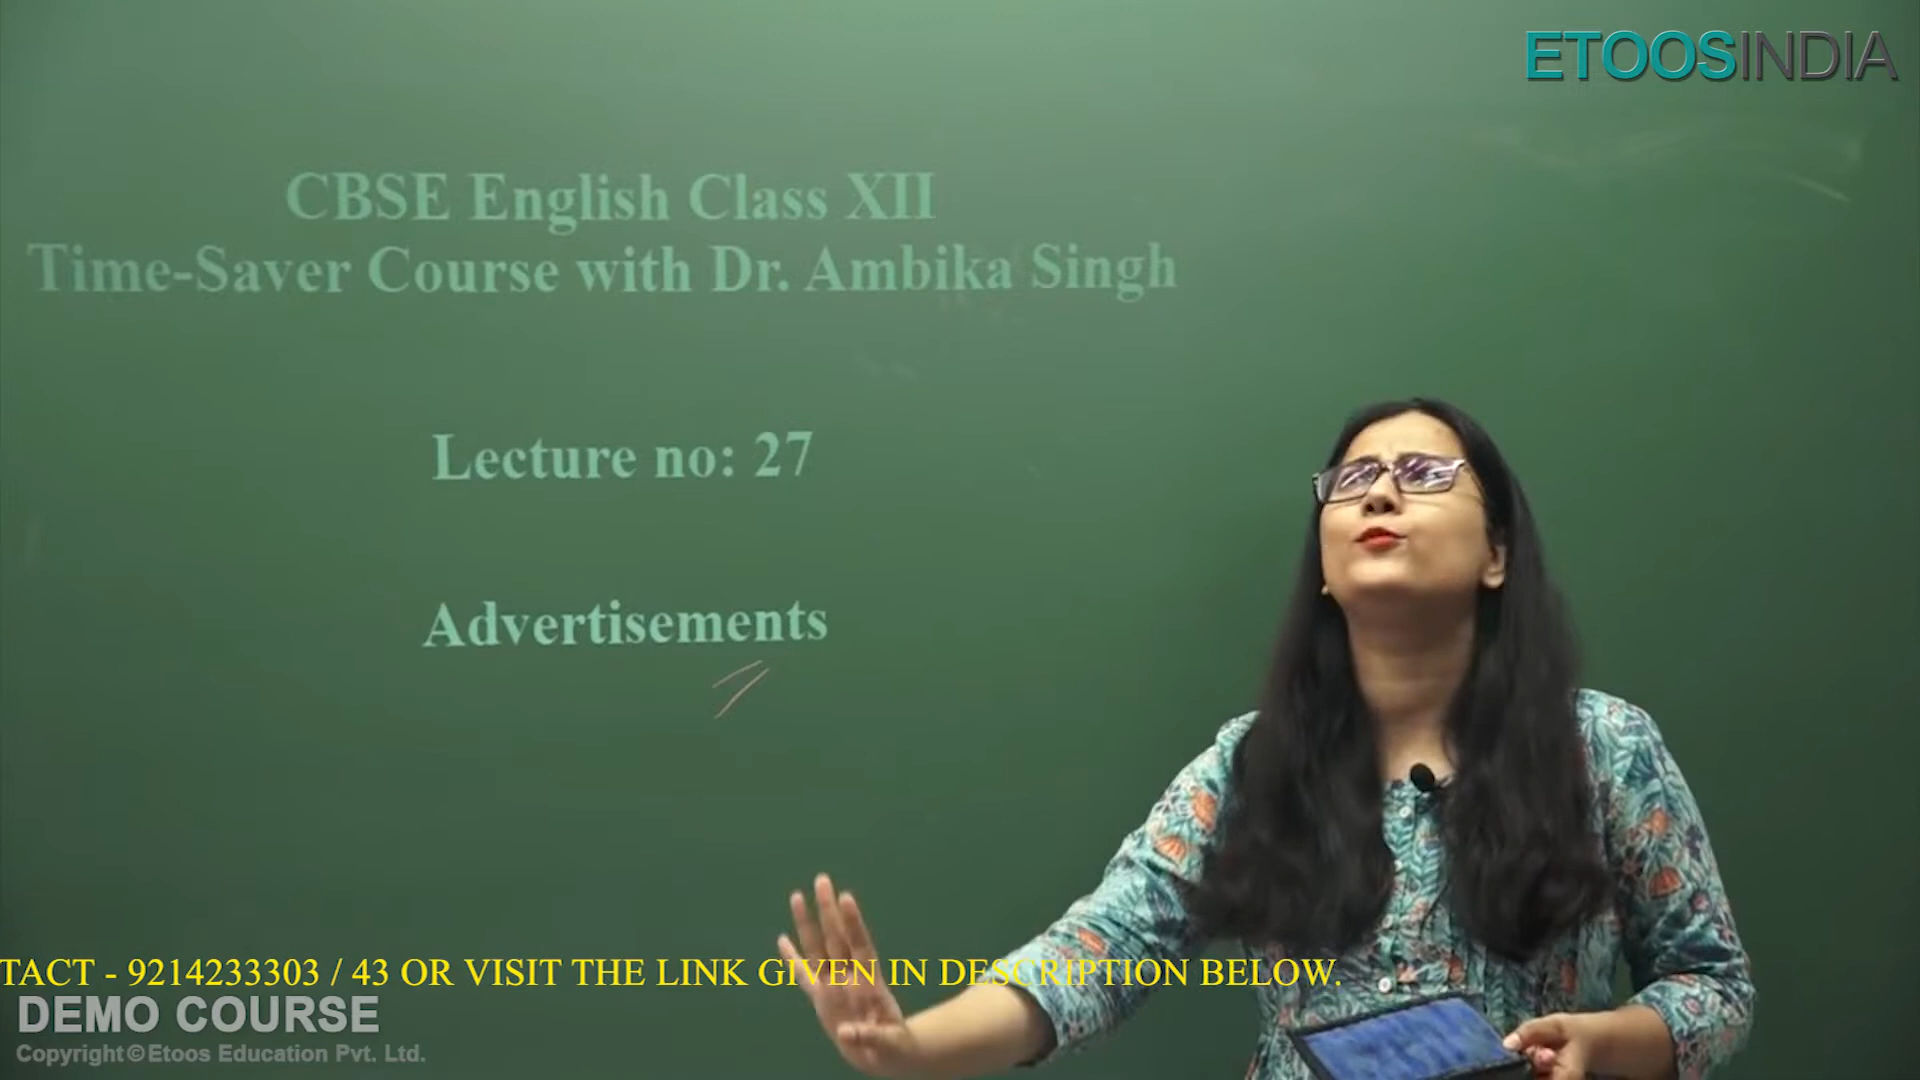 ETOOSINDIA
CBSE English Class XII
Time-Saver Course with Dr. Ambika Singh
Lecture no: 27
Advertisements
TACT - 9214233303 / 43 OR VISIT THE LINK GIVEN IN DESCRIPTION BELOW.
DEMO COURSE
Copyright©Etoos Education Pvt. Ltd.